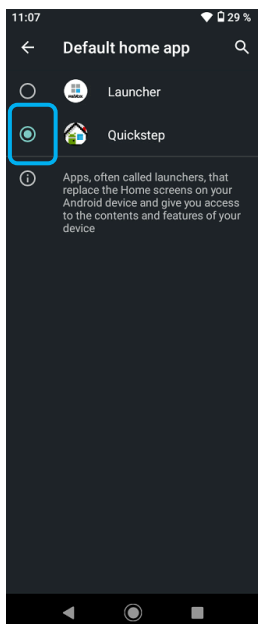 11:07
29 %
Default home app
Launcher
Quickstep
Apps, often called launchers, that
replace the Home screens on your
Android device and give you access
to the contents and features of your
device